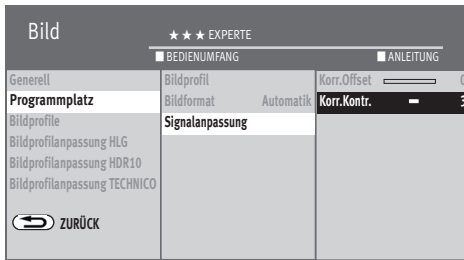 Bild
★ ★ ★ EXPERTE
BEDIENUMFANG
ANLEITUNG
Generell
Programmplatz
Bildprofile
Bildprofilanpassung HLG
Bildprofilanpassung HDR10
Bildprofilanpassung TECHNICO
ZURÜCK
Bildprofil
Bildformat Automatik
Signalanpassung
Korr.Offset
Korr.Kontr.